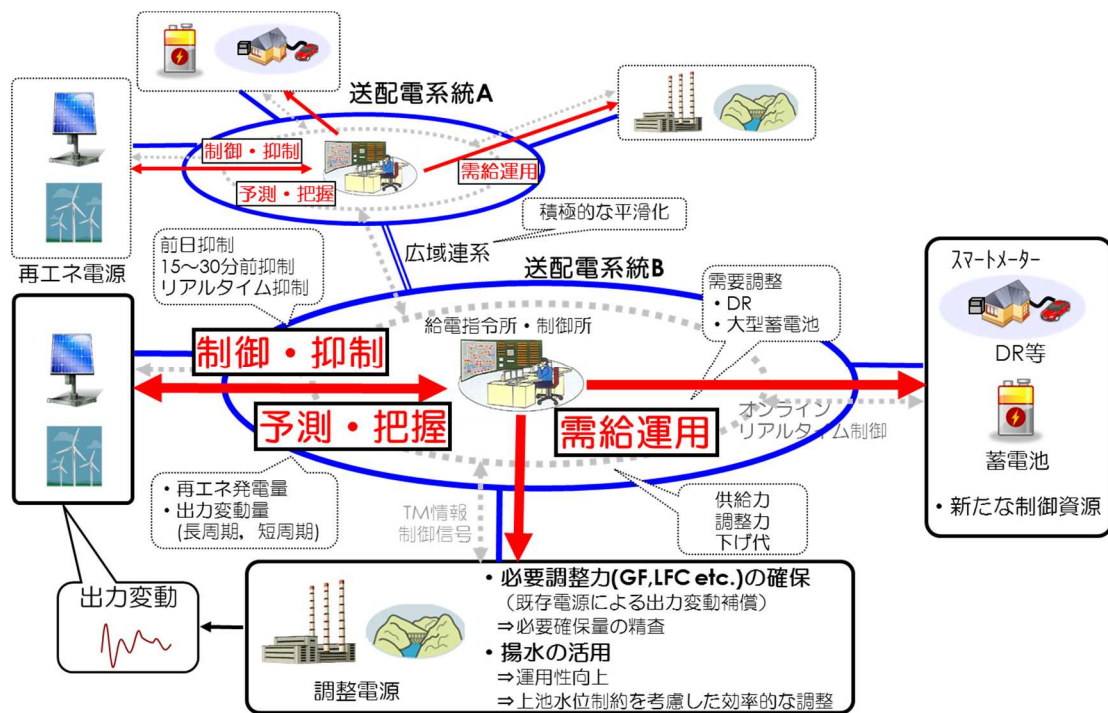 送配電系統A
制御・抑制
予測・把握
需給運用
再エネ電源
積極的な平滑化
広域連系
前日抑制
15～30分前抑制
リアルタイム抑制
送配電系統B
給電指令所・制御所
需要調整
・DR
・大型蓄電池
制御・抑制
予測・把握
需給運用
オンライン
リアルタイム制御
スマートメーター
DR等
蓄電池
・新たな制御資源
・再エネ発電量
・出力変動量
(長周期，短周期)
TM情報
制御信号
供給力
調整力
下げ代
出力変動
調整電源
・必要調整力(GF,LFC etc.)の確保
（既存電源による出力変動補償）
⇒必要確保量の精査
・揚水の活用
⇒運用性向上
⇒上池水位制約を考慮した効率的な調整